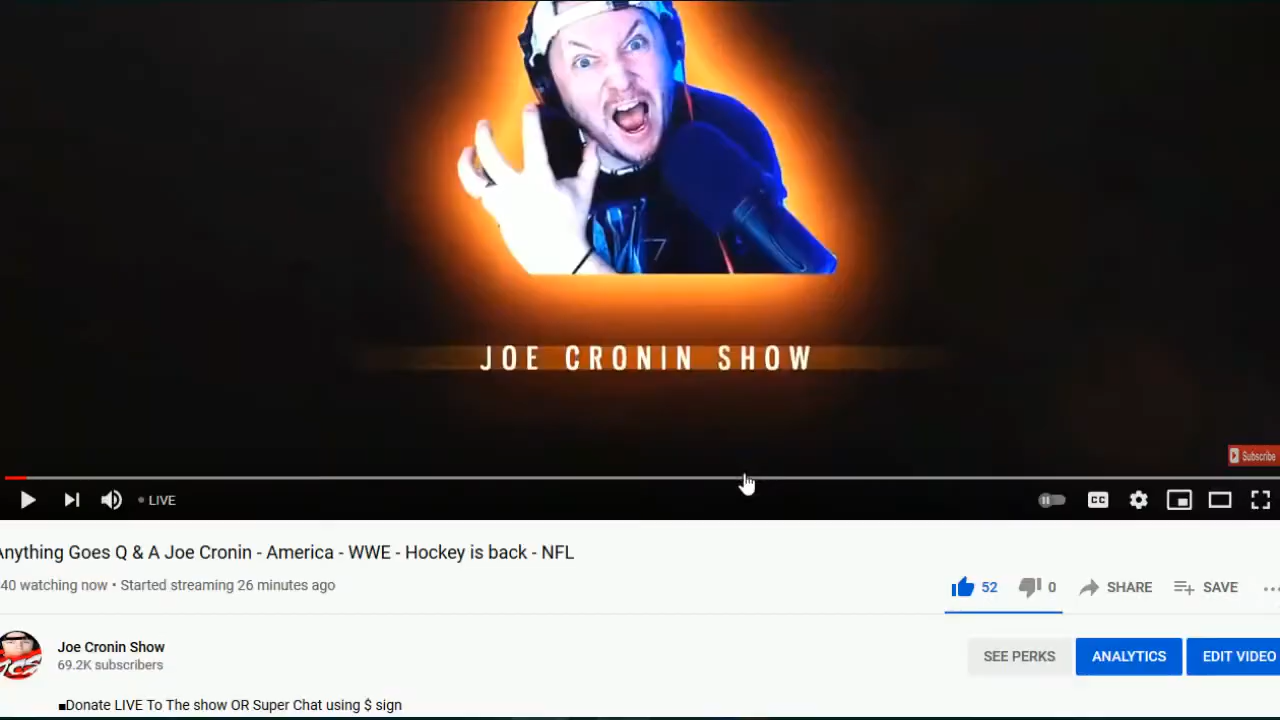 JOE CRONIN SHOW
Subscribe
LIVE
CC
Anything Goes Q & A Joe Cronin - America - WWE - Hockey is back - NFL
40 watching now • Started streaming 26 minutes ago
52
0
SHARE
SAVE
Joe Cronin Show
69.2K subscribers
SEE PERKS
ANALYTICS
EDIT VIDEO
JCS
■Donate LIVE To The show OR Super Chat using $ sign